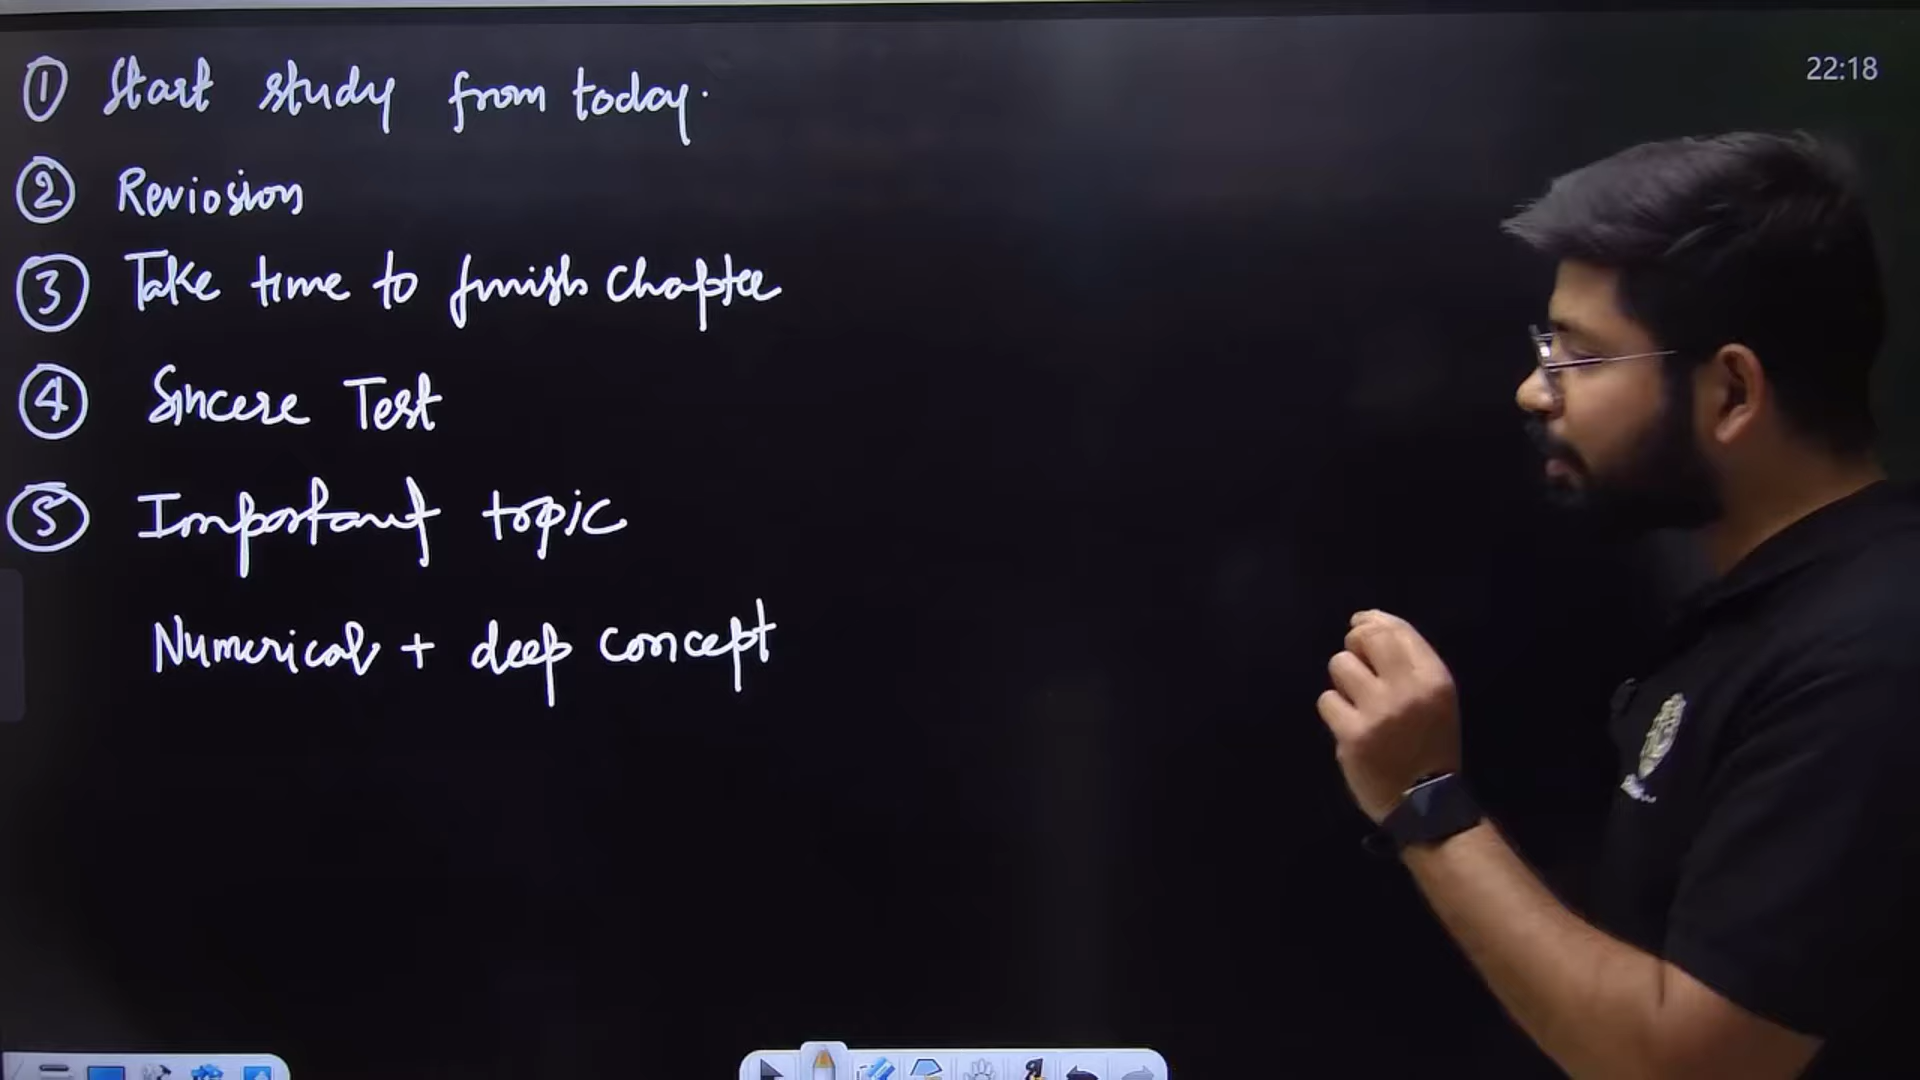 22:18
① Start study from today.
② Reviosion
③ Take time to finish Chapter
④ Sincere Test
⑤ Important topic
Numerical + deep concept